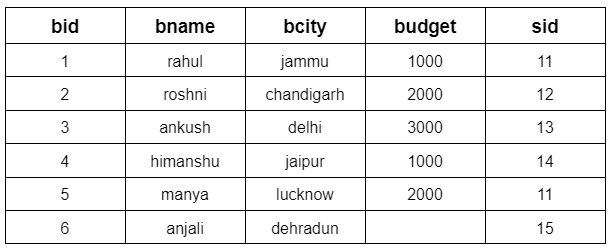 bid bname bcity budget sid
1 rahul jammu 1000 11
2 roshni chandigarh 2000 12
3 ankush delhi 3000 13
4 himanshu jaipur 1000 14
5 manya lucknow 2000 11
6 anjali dehradun 15